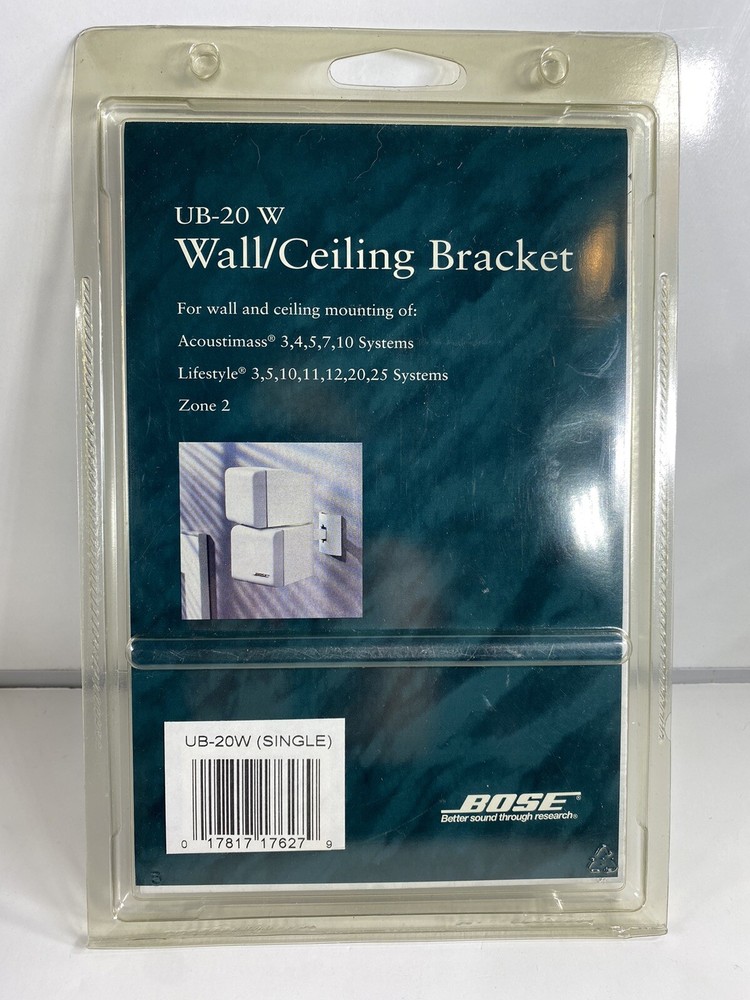 UB-20 W
Wall/Ceiling Bracket
For wall and ceiling mounting of:
Acoustimass® 3,4,5,7,10 Systems
Lifestyle® 3,5,10,11,12,20,25 Systems
Zone 2
BOSE
UB-20W (SINGLE)
0 17817 17627 9
BOSE®
Better sound through research®